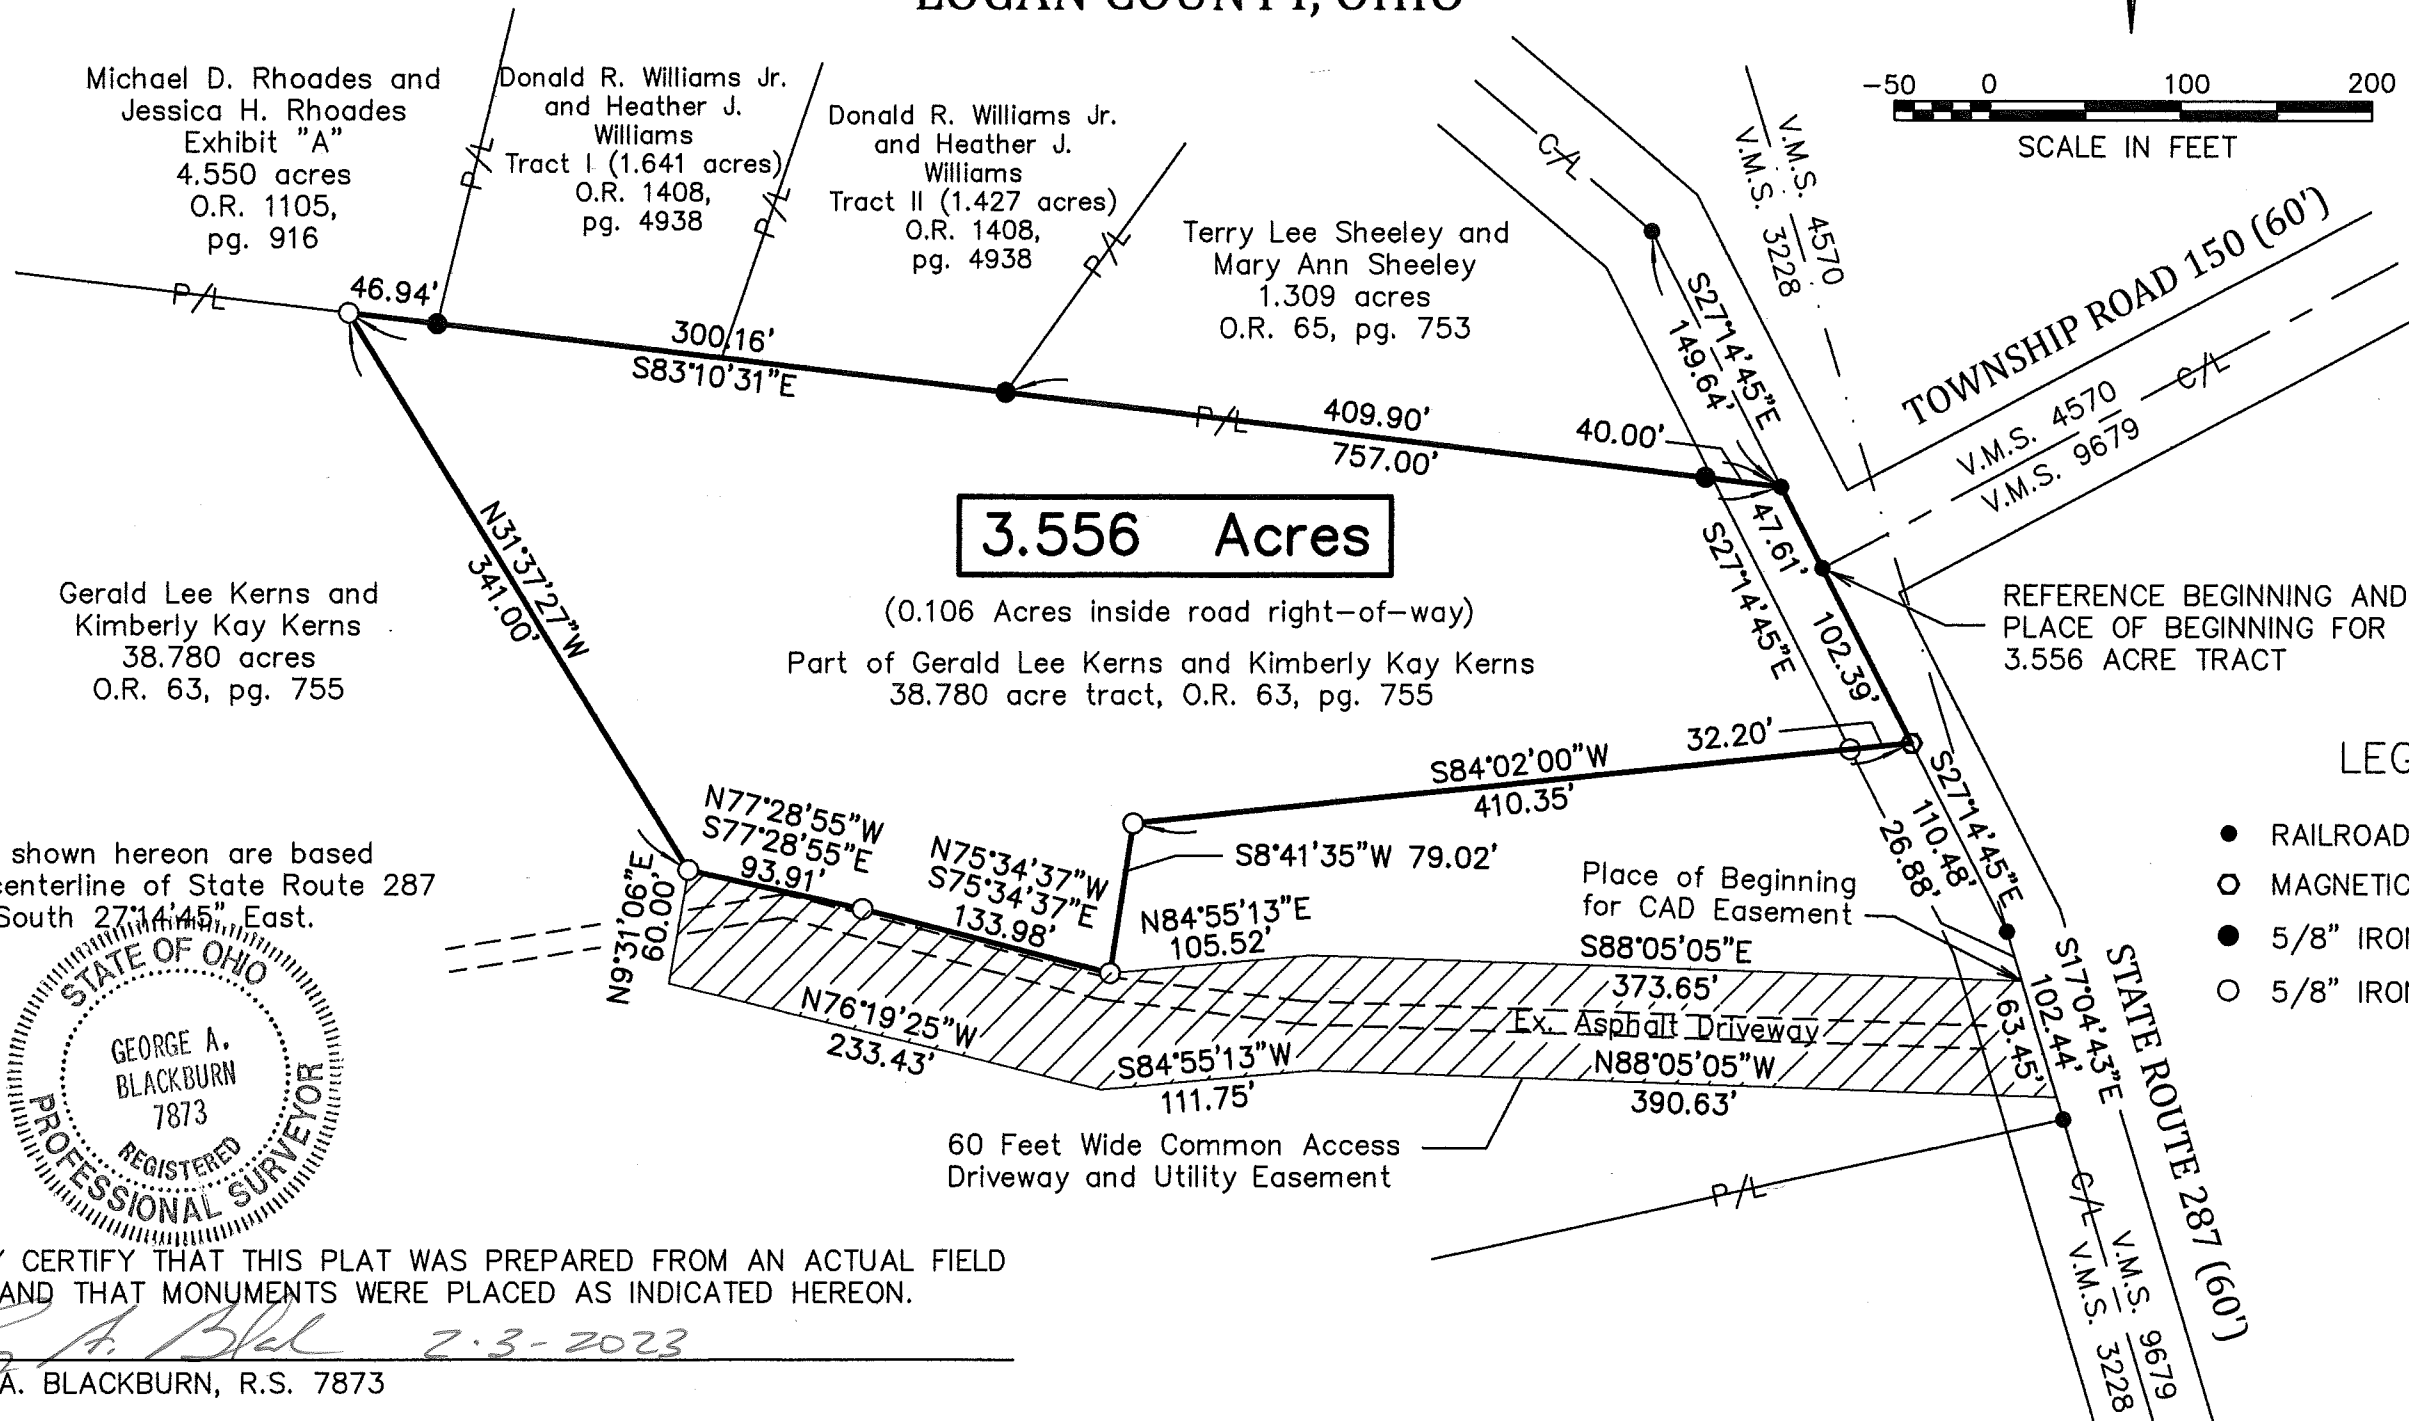 LOGAN COUNTY, OHIO
Michael D. Rhoades and
Jessica H. Rhoades
Exhibit "A"
4.550 acres
O.R. 1105,
pg. 916
Donald R. Williams Jr.
and Heather J.
Williams
Tract I (1.641 acres)
O.R. 1408,
pg. 4938
Donald R. Williams Jr.
and Heather J.
Williams
Tract II (1.427 acres)
O.R. 1408,
pg. 4938
Terry Lee Sheeley and
Mary Ann Sheeley
1.309 acres
O.R. 65, pg. 753
P/L
P/L
P/L
P/L
P/L
C/L
V.M.S. 4570
V.M.S. 3228
-50 0 100 200
SCALE IN FEET
TOWNSHIP ROAD 150 (60')
C/L
V.M.S. 4570
V.M.S. 9679
46.94'
300.16'
S83°10'31"E
409.90'
757.00'
40.00'
S27°14'45"E
149.64'
47.61'
S27°14'45"E
102.39'
3.556 Acres
(0.106 Acres inside road right-of-way)
Part of Gerald Lee Kerns and Kimberly Kay Kerns
38.780 acre tract, O.R. 63, pg. 755
REFERENCE BEGINNING AND
PLACE OF BEGINNING FOR
3.556 ACRE TRACT
N31°37'27"W
341.00'
Gerald Lee Kerns and
Kimberly Kay Kerns
38.780 acres
O.R. 63, pg. 755
32.20'
S84°02'00"W
410.35'
S27°14'45"E
110.48'
26.88'
LEG
RAILROAD
MAGNETIC
5/8" IRON
5/8" IRON
N77°28'55"W
S77°28'55"E
93.91'
N75°34'37"W
S75°34'37"E
133.98'
S8°41'35"W 79.02'
N9°31'06"E
60.00'
N84°55'13"E
105.52'
Place of Beginning
for CAD Easement
S88°05'05"E
373.65'
Ex. Asphalt Driveway
N88°05'05"W
390.63'
N76°19'25"W
233.43'
S84°55'13"W
111.75'
63.45'
S17°04'43"E
102.44'
STATE ROUTE 287 (60')
60 Feet Wide Common Access
Driveway and Utility Easement
P/L
C/L
V.M.S. 9679
V.M.S. 3228
shown hereon are based
centerline of State Route 287
South 27°14'45" East.
STATE OF OHIO
GEORGE A.
BLACKBURN
7873
REGISTERED
PROFESSIONAL SURVEYOR
Y CERTIFY THAT THIS PLAT WAS PREPARED FROM AN ACTUAL FIELD
AND THAT MONUMENTS WERE PLACED AS INDICATED HEREON.
2-3-2023
A. BLACKBURN, R.S. 7873